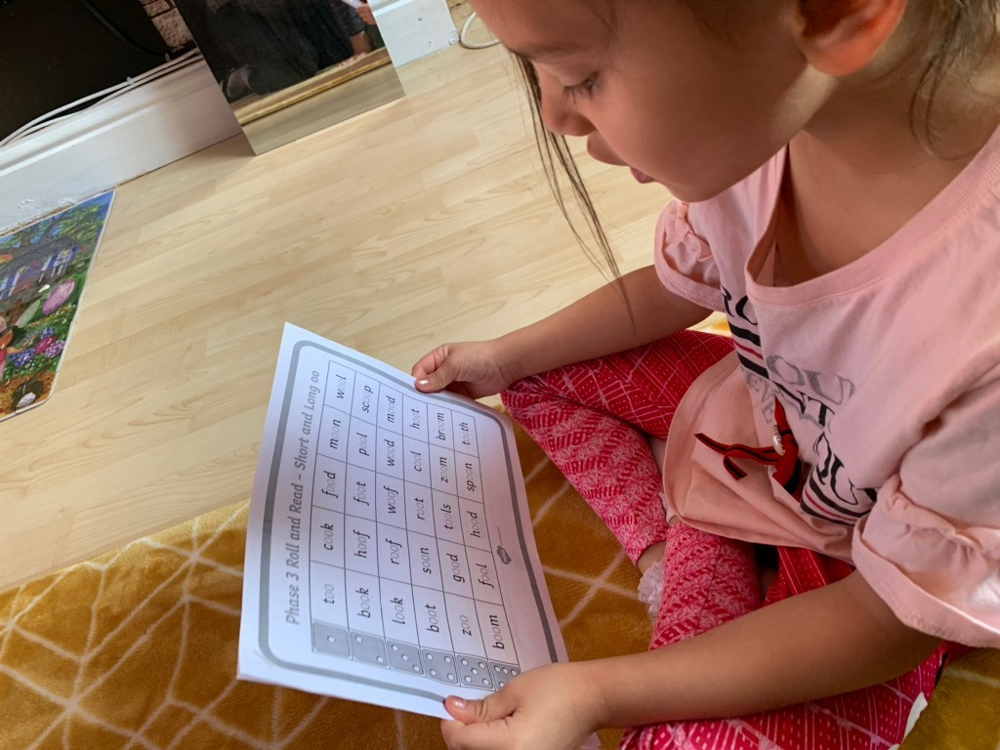 Phase 3 Roll and Read - Short and Long oo
too cook food moon wool
book hoof foot pool scoop
look roof woof wood mood
boot soon root cool hoot
zoo good tools zoom broom
boom fool hood spoon tooth